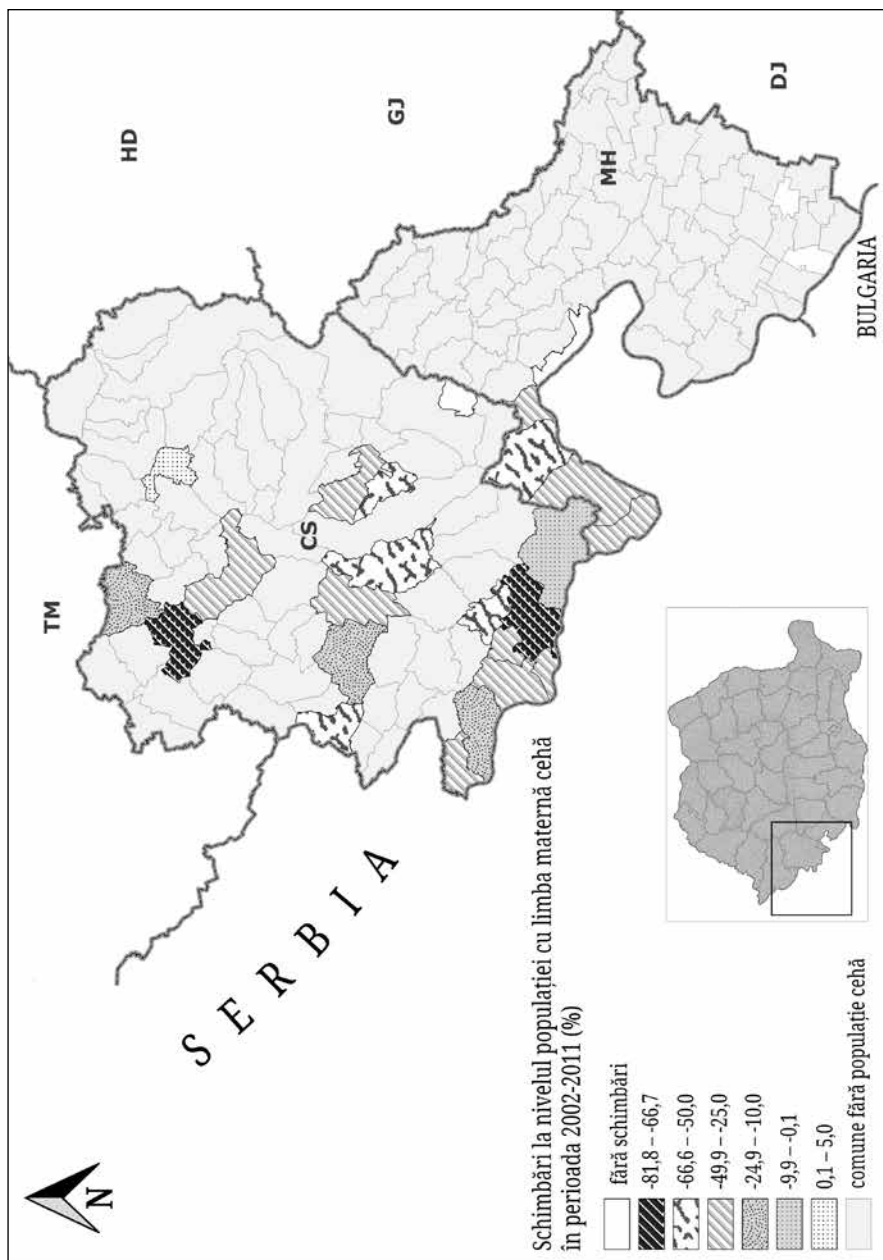 TM
HD
CS
GJ
MH
DJ
SERBIA
BULGARIA
N
Schimbări la nivelul populației cu limba maternă cehă
în perioada 2002-2011 (%)
fără schimbări
-81,8 – -66,7
-66,6 – -50,0
-49,9 – -25,0
-24,9 – -10,0
-9,9 – -0,1
0,1 – 5,0
comune fără populație cehă